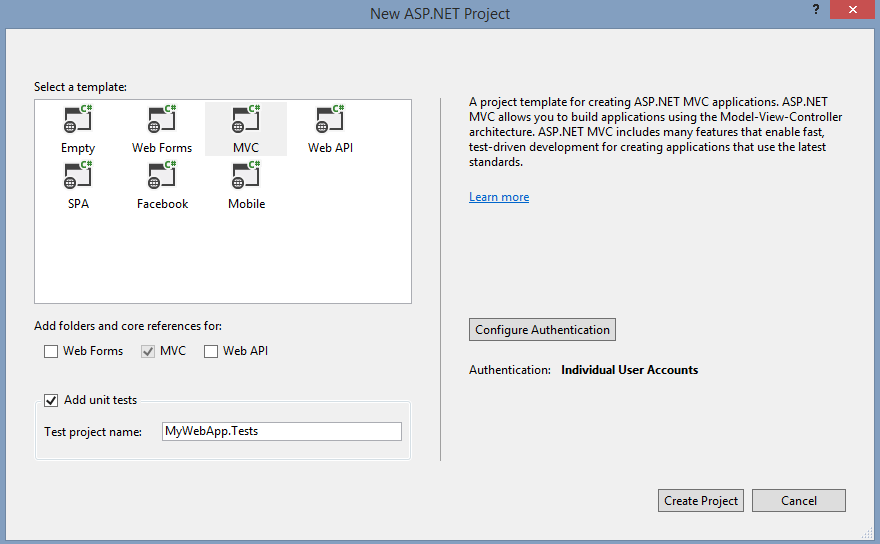 New ASP.NET Project
?
Select a template:
C# C# C# C#
Empty Web Forms MVC Web API
C# C# C#
SPA Facebook Mobile
A project template for creating ASP.NET MVC applications. ASP.NET
MVC allows you to build applications using the Model-View-Controller
architecture. ASP.NET MVC includes many features that enable fast,
test-driven development for creating applications that use the latest
standards.
Learn more
Add folders and core references for:
Web Forms MVC Web API
Add unit tests
Test project name: MyWebApp.Tests
Configure Authentication
Authentication: Individual User Accounts
Create Project Cancel